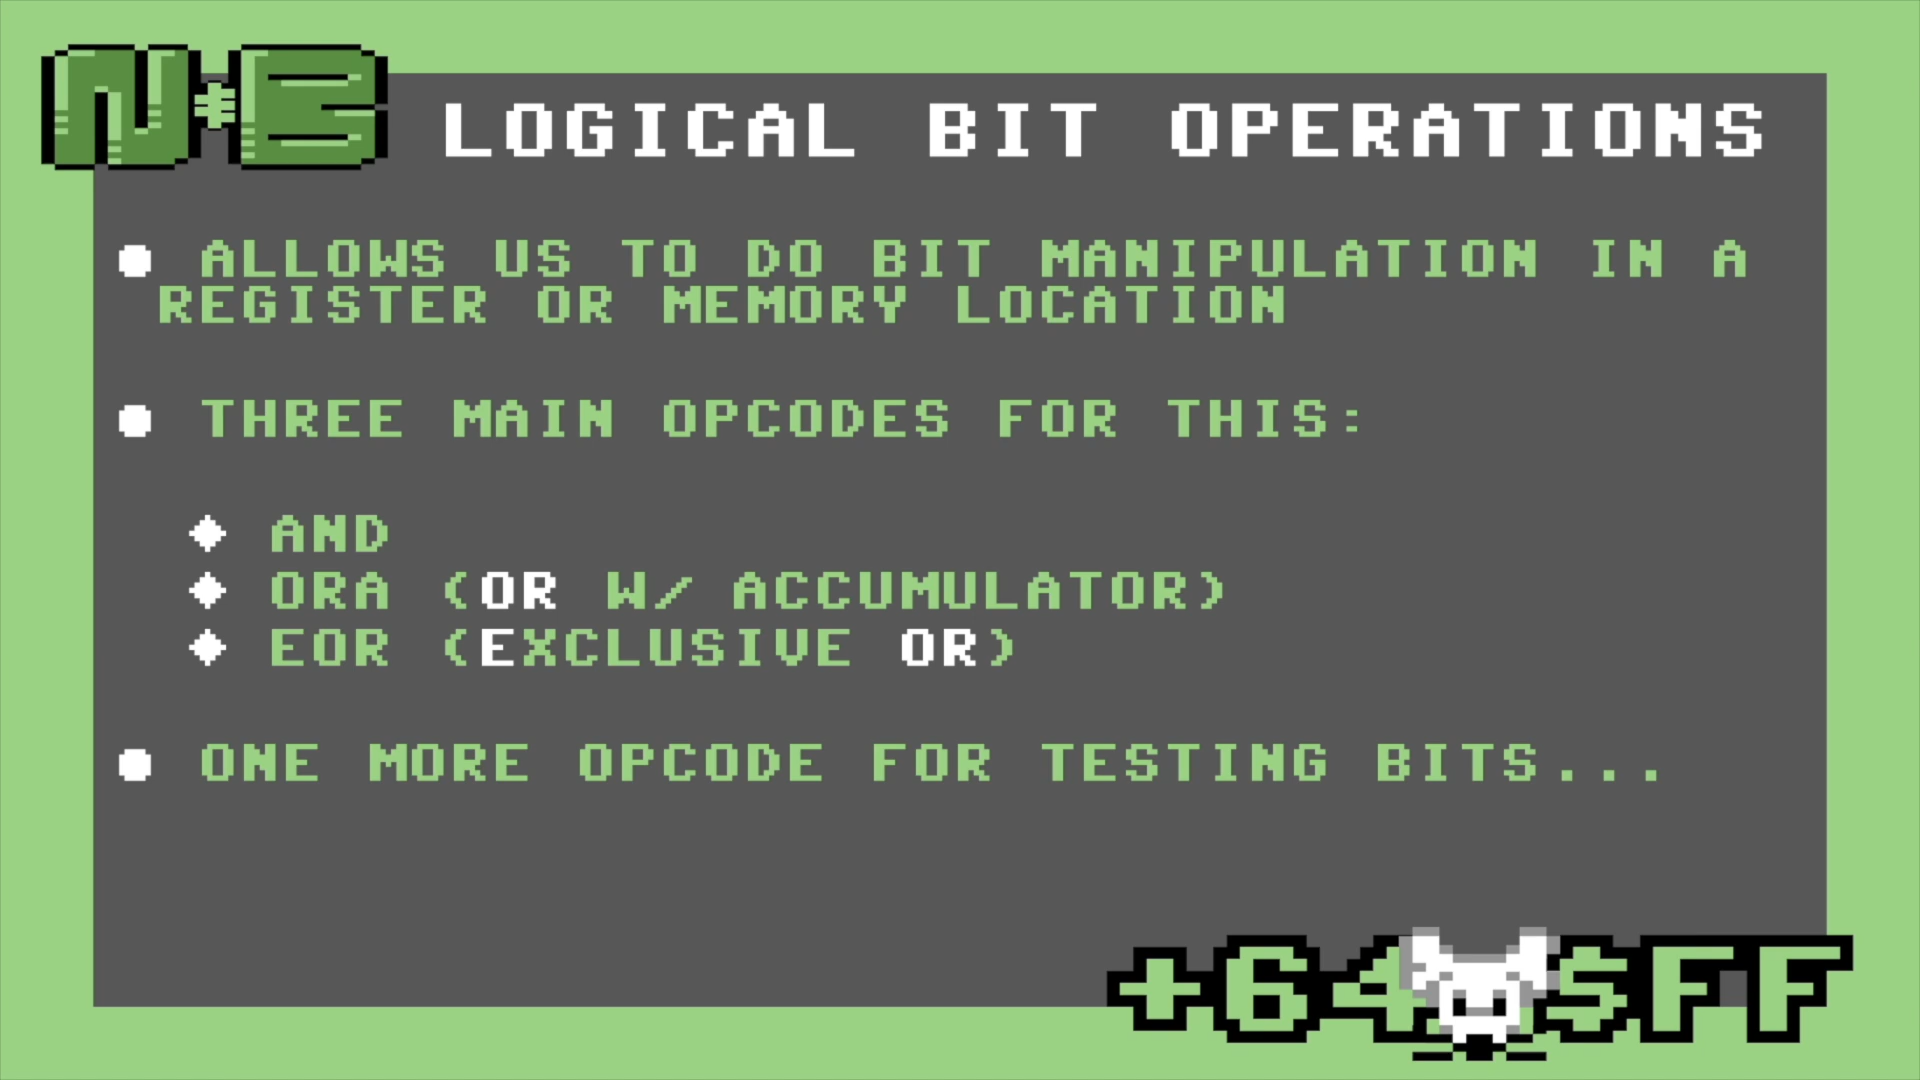 N*B
LOGICAL BIT OPERATIONS
ALLOWS US TO DO BIT MANIPULATION IN A
REGISTER OR MEMORY LOCATION
THREE MAIN OPCODES FOR THIS:
AND
ORA (OR W/ ACCUMULATOR)
EOR (EXCLUSIVE OR)
ONE MORE OPCODE FOR TESTING BITS...
+64 $FF